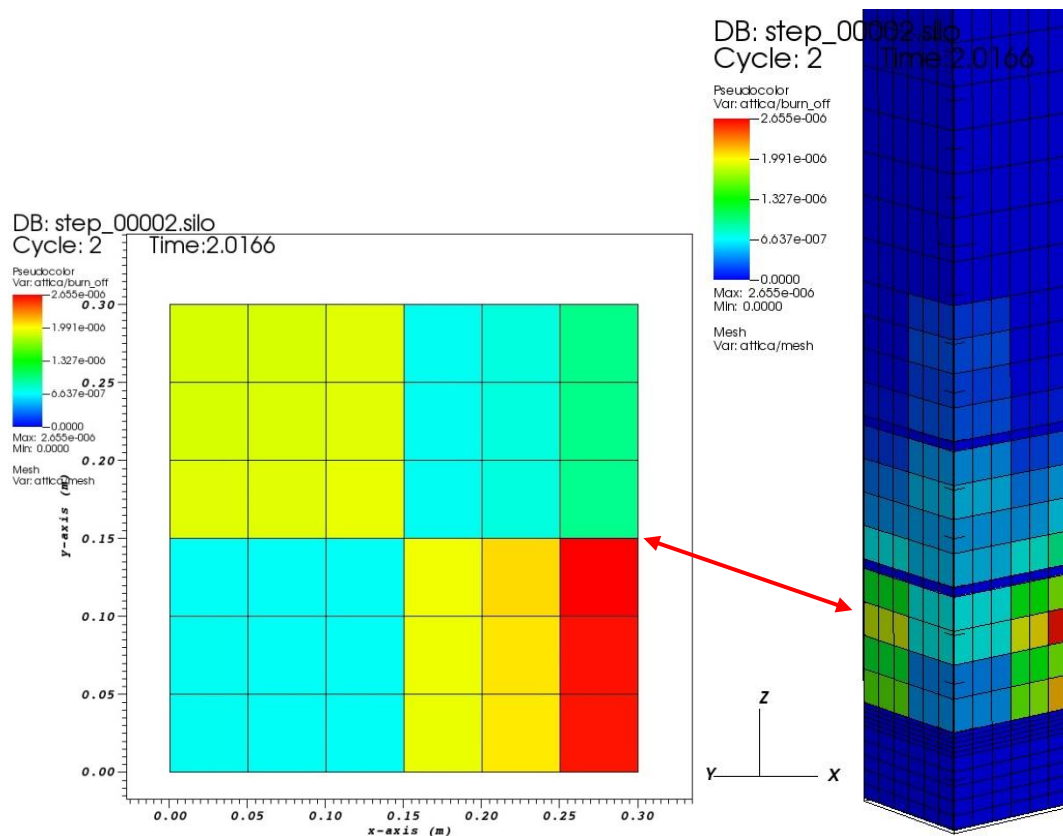 DB: step_00002.silo
Cycle: 2 Time:2.0166
Pseudocolor
Var: attica/burn_off
2.655e-006
1.991e-006
1.327e-006
6.637e-007
0.0000
Max: 2.655e-006
Min: 0.0000
Mesh
Var: attica/mesh
DB: step_00002.silo
Cycle: 2 Time:2.0166
Pseudocolor
Var: attica/burn_off
2.655e-006
1.991e-006
1.327e-006
6.637e-007
0.0000
Max: 2.655e-006
Min: 0.0000
Mesh
Var: attica/mesh
0.30
0.25
0.20
0.15
0.10
0.05
0.00
y-axis (m)
0.00 0.05 0.10 0.15 0.20 0.25 0.30
x-axis (m)
Z
Y X